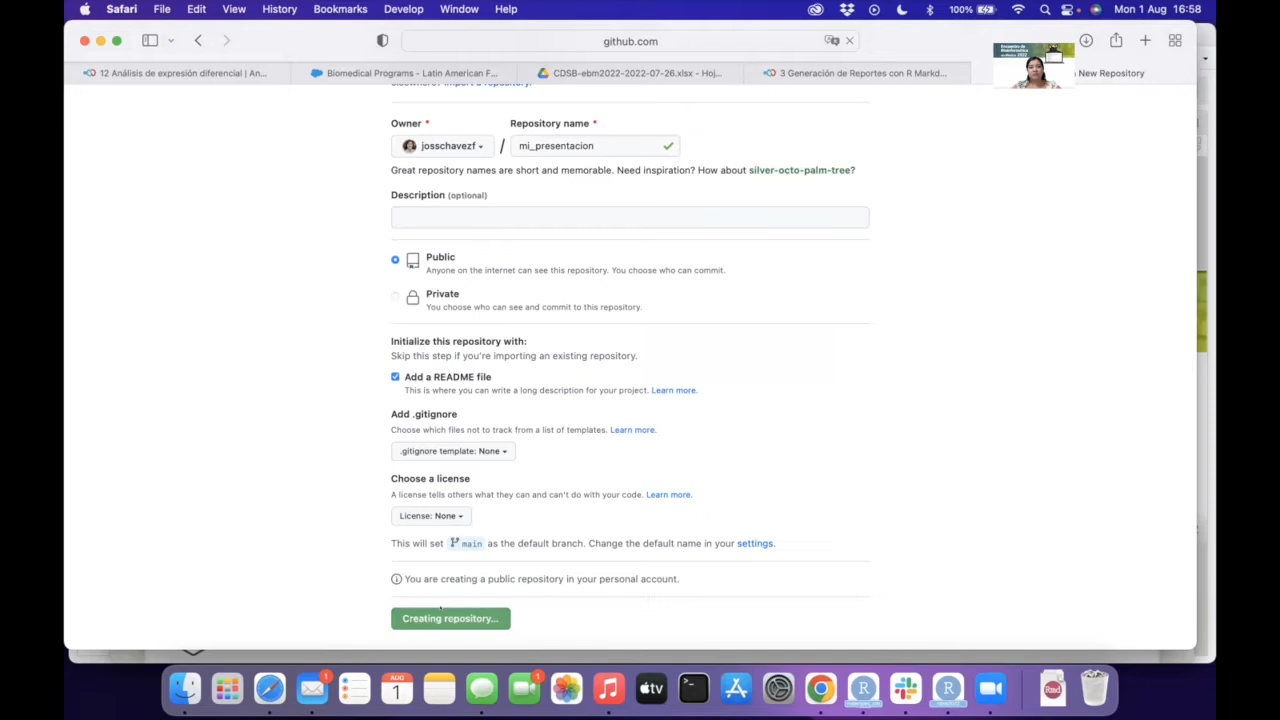 Safari File Edit View History Bookmarks Develop Window Help 100% Mon 1 Aug 16:58
github.com
12 Análisis de expresión diferencial | An...
Biomedical Programs - Latin American F...
CDSB-ebm2022-2022-07-26.xlsx - Hoj...
3 Generación de Reportes con R Markd...
New Repository
Owner * Repository name *
josschavezf / mi_presentacion
Great repository names are short and memorable. Need inspiration? How about silver-octo-palm-tree?
Description (optional)
Public
Anyone on the internet can see this repository. You choose who can commit.
Private
You choose who can see and commit to this repository.
Initialize this repository with:
Skip this step if you're importing an existing repository.
Add a README file
This is where you can write a long description for your project. Learn more.
Add .gitignore
Choose which files not to track from a list of templates. Learn more.
.gitignore template: None
Choose a license
A license tells others what they can and can't do with your code. Learn more.
License: None
This will set main as the default branch. Change the default name in your settings.
You are creating a public repository in your personal account.
Creating repository...
1
AUG
1
1
tv
R
R
Rmd